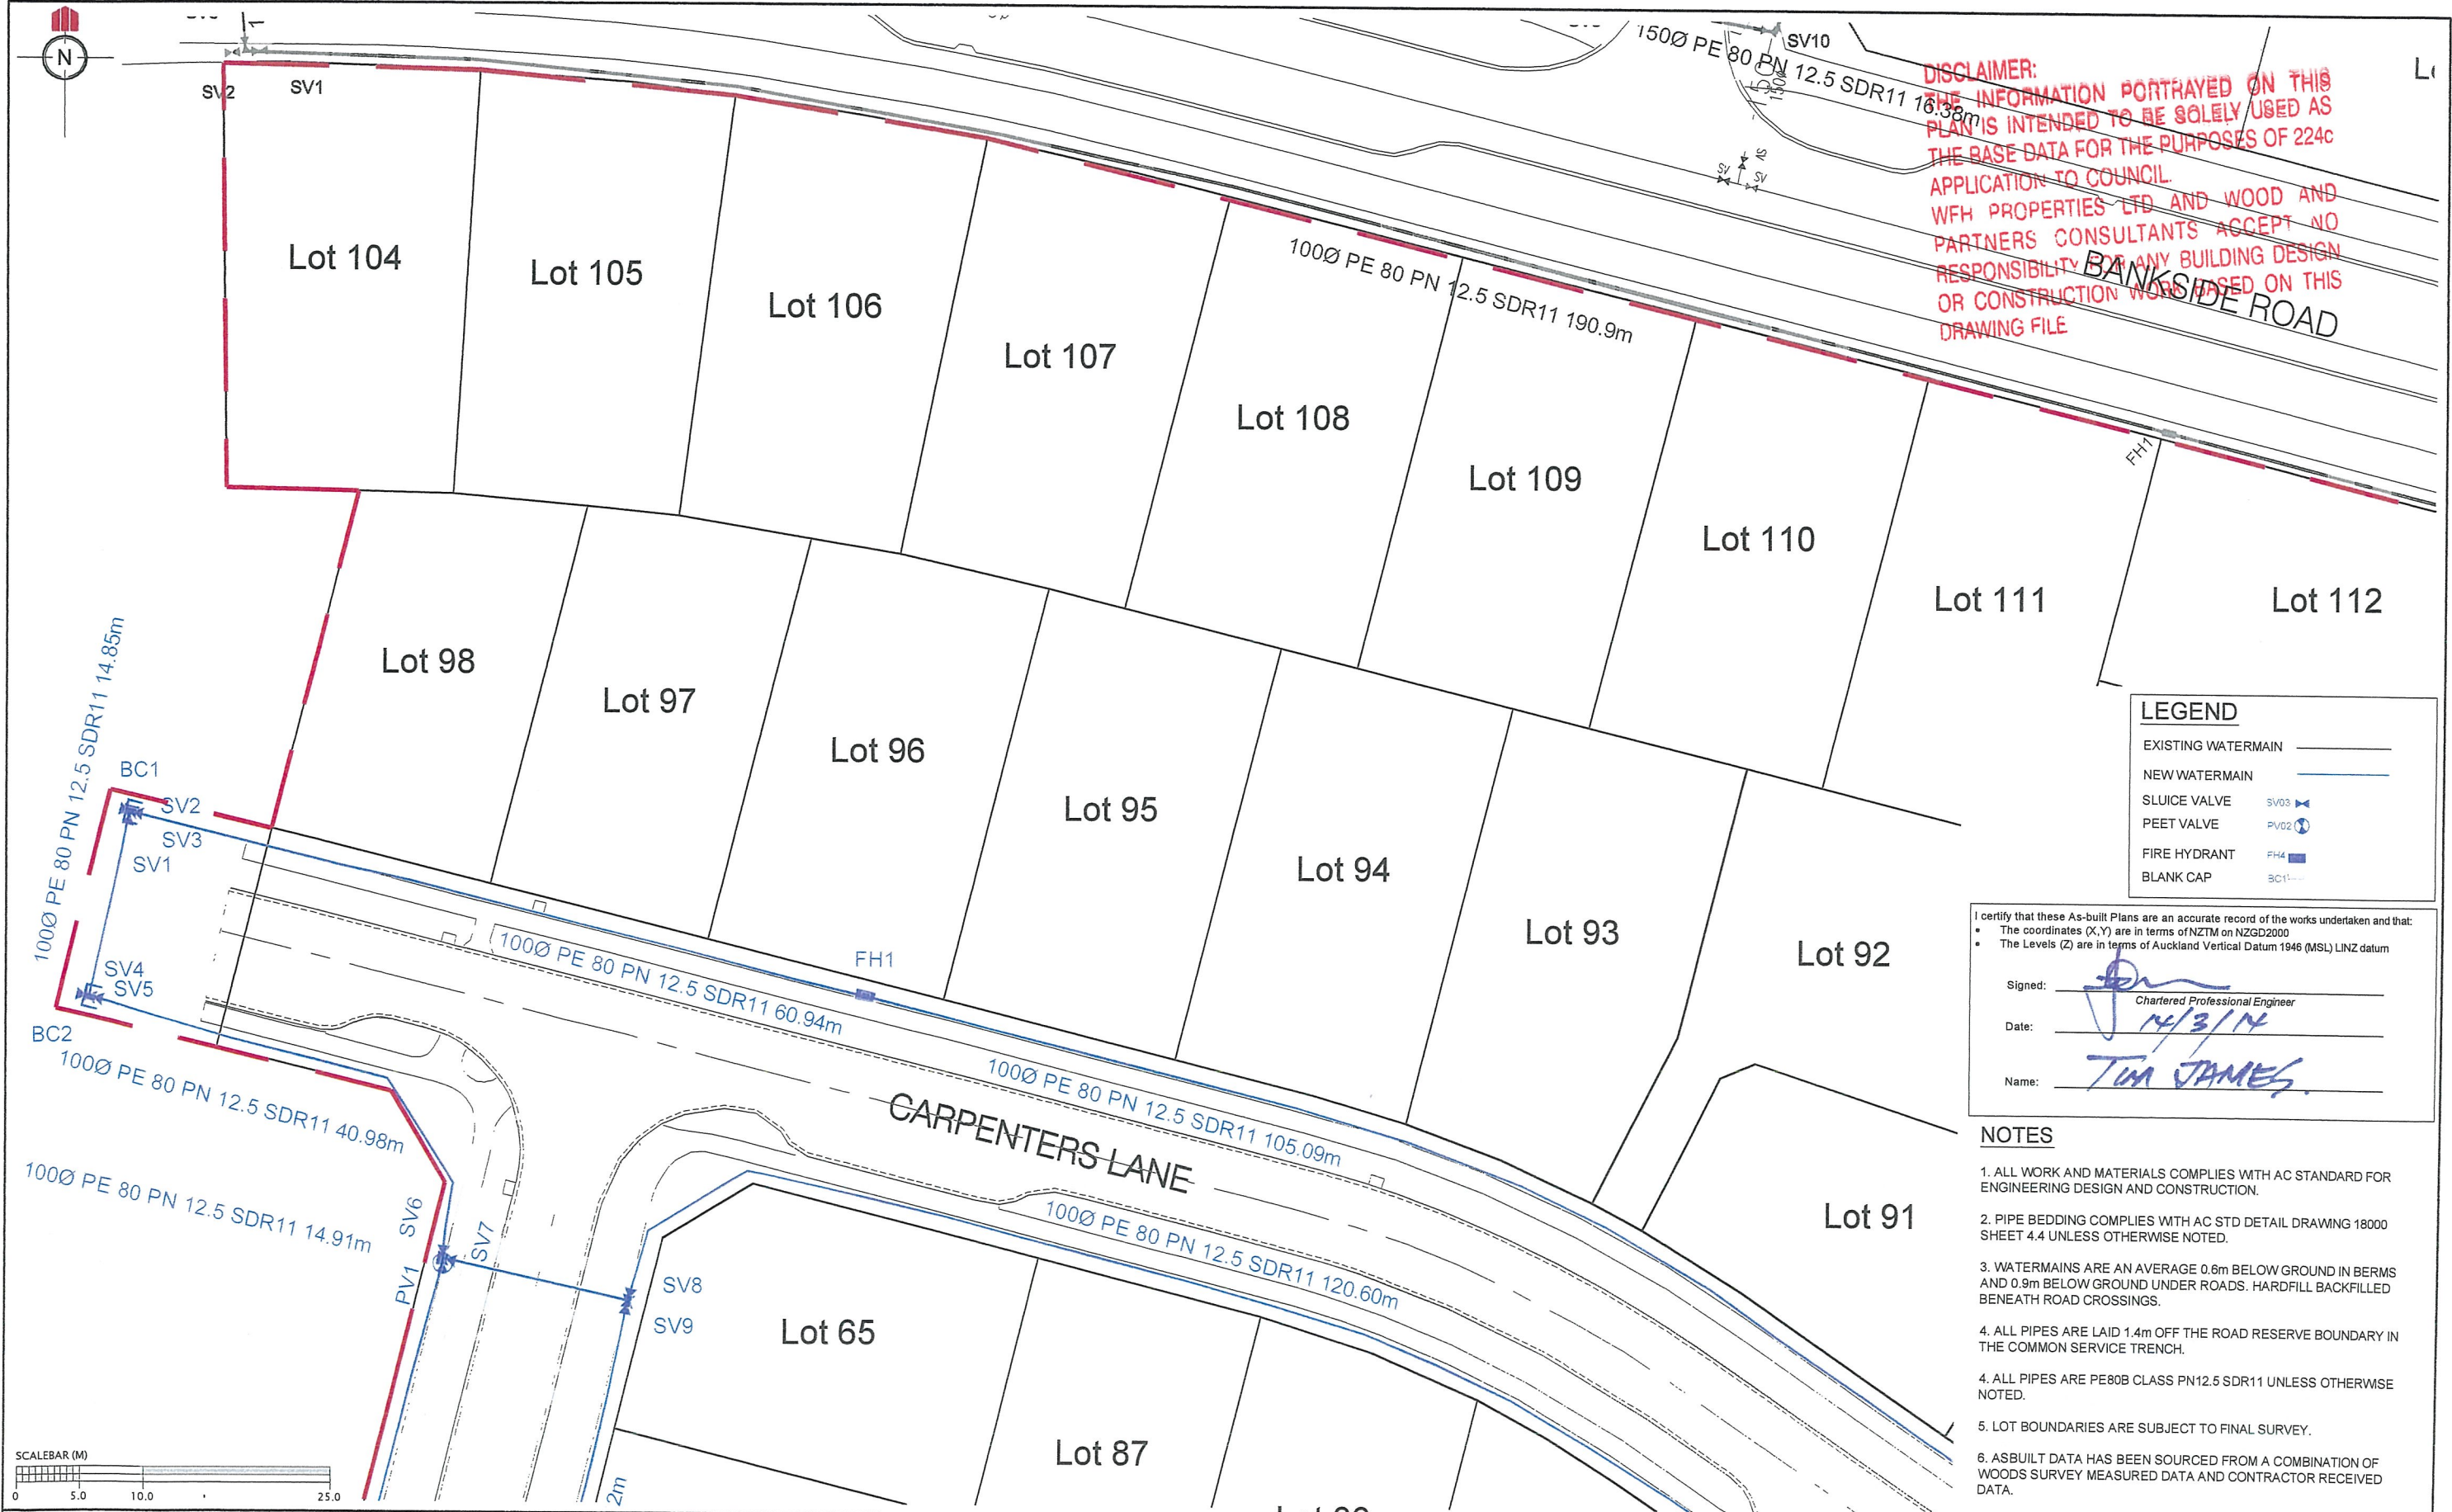 N
SV2
SV1
SV10
150Ø PE 80 PN 12.5 SDR11 16.38m
DISCLAIMER:
THE INFORMATION PORTRAYED ON THIS
PLAN IS INTENDED TO BE SOLELY USED AS
THE BASE DATA FOR THE PURPOSES OF 224c
APPLICATION TO COUNCIL.
WFH PROPERTIES LTD AND WOOD AND
PARTNERS CONSULTANTS ACCEPT NO
RESPONSIBILITY FOR ANY BUILDING DESIGN
OR CONSTRUCTION WORK BASED ON THIS
DRAWING FILE
SV
SV
SV
BANKSIDE ROAD
100Ø PE 80 PN 12.5 SDR11 190.9m
FH1
Lot 104
Lot 105
Lot 106
Lot 107
Lot 108
Lot 109
Lot 110
Lot 111
Lot 112
Lot 98
Lot 97
Lot 96
Lot 95
Lot 94
Lot 93
Lot 92
Lot 91
100Ø PE 80 PN 12.5 SDR11 14.85m
BC1
SV2
SV3
SV1
SV4
SV5
BC2
100Ø PE 80 PN 12.5 SDR11 60.94m
FH1
100Ø PE 80 PN 12.5 SDR11 105.09m
CARPENTERS LANE
100Ø PE 80 PN 12.5 SDR11 40.98m
100Ø PE 80 PN 12.5 SDR11 14.91m
SV6
SV7
PV1
SV8
SV9
100Ø PE 80 PN 12.5 SDR11 120.60m
Lot 65
Lot 87
2m
LEGEND
EXISTING WATERMAIN
NEW WATERMAIN
SLUICE VALVE SV03
PEET VALVE PV02
FIRE HYDRANT FH4
BLANK CAP BC1
I certify that these As-built Plans are an accurate record of the works undertaken and that:
• The coordinates (X,Y) are in terms of NZTM on NZGD2000
• The Levels (Z) are in terms of Auckland Vertical Datum 1946 (MSL) LINZ datum
Signed:
Chartered Professional Engineer
Date: 14/3/14
Name: TIM JAMES.
NOTES
1. ALL WORK AND MATERIALS COMPLIES WITH AC STANDARD FOR
ENGINEERING DESIGN AND CONSTRUCTION.
2. PIPE BEDDING COMPLIES WITH AC STD DETAIL DRAWING 18000
SHEET 4.4 UNLESS OTHERWISE NOTED.
3. WATERMAINS ARE AN AVERAGE 0.6m BELOW GROUND IN BERMS
AND 0.9m BELOW GROUND UNDER ROADS. HARDFILL BACKFILLED
BENEATH ROAD CROSSINGS.
4. ALL PIPES ARE LAID 1.4m OFF THE ROAD RESERVE BOUNDARY IN
THE COMMON SERVICE TRENCH.
4. ALL PIPES ARE PE80B CLASS PN12.5 SDR11 UNLESS OTHERWISE
NOTED.
5. LOT BOUNDARIES ARE SUBJECT TO FINAL SURVEY.
6. ASBUILT DATA HAS BEEN SOURCED FROM A COMBINATION OF
WOODS SURVEY MEASURED DATA AND CONTRACTOR RECEIVED
DATA.
SCALEBAR (M)
0 5.0 10.0 25.0